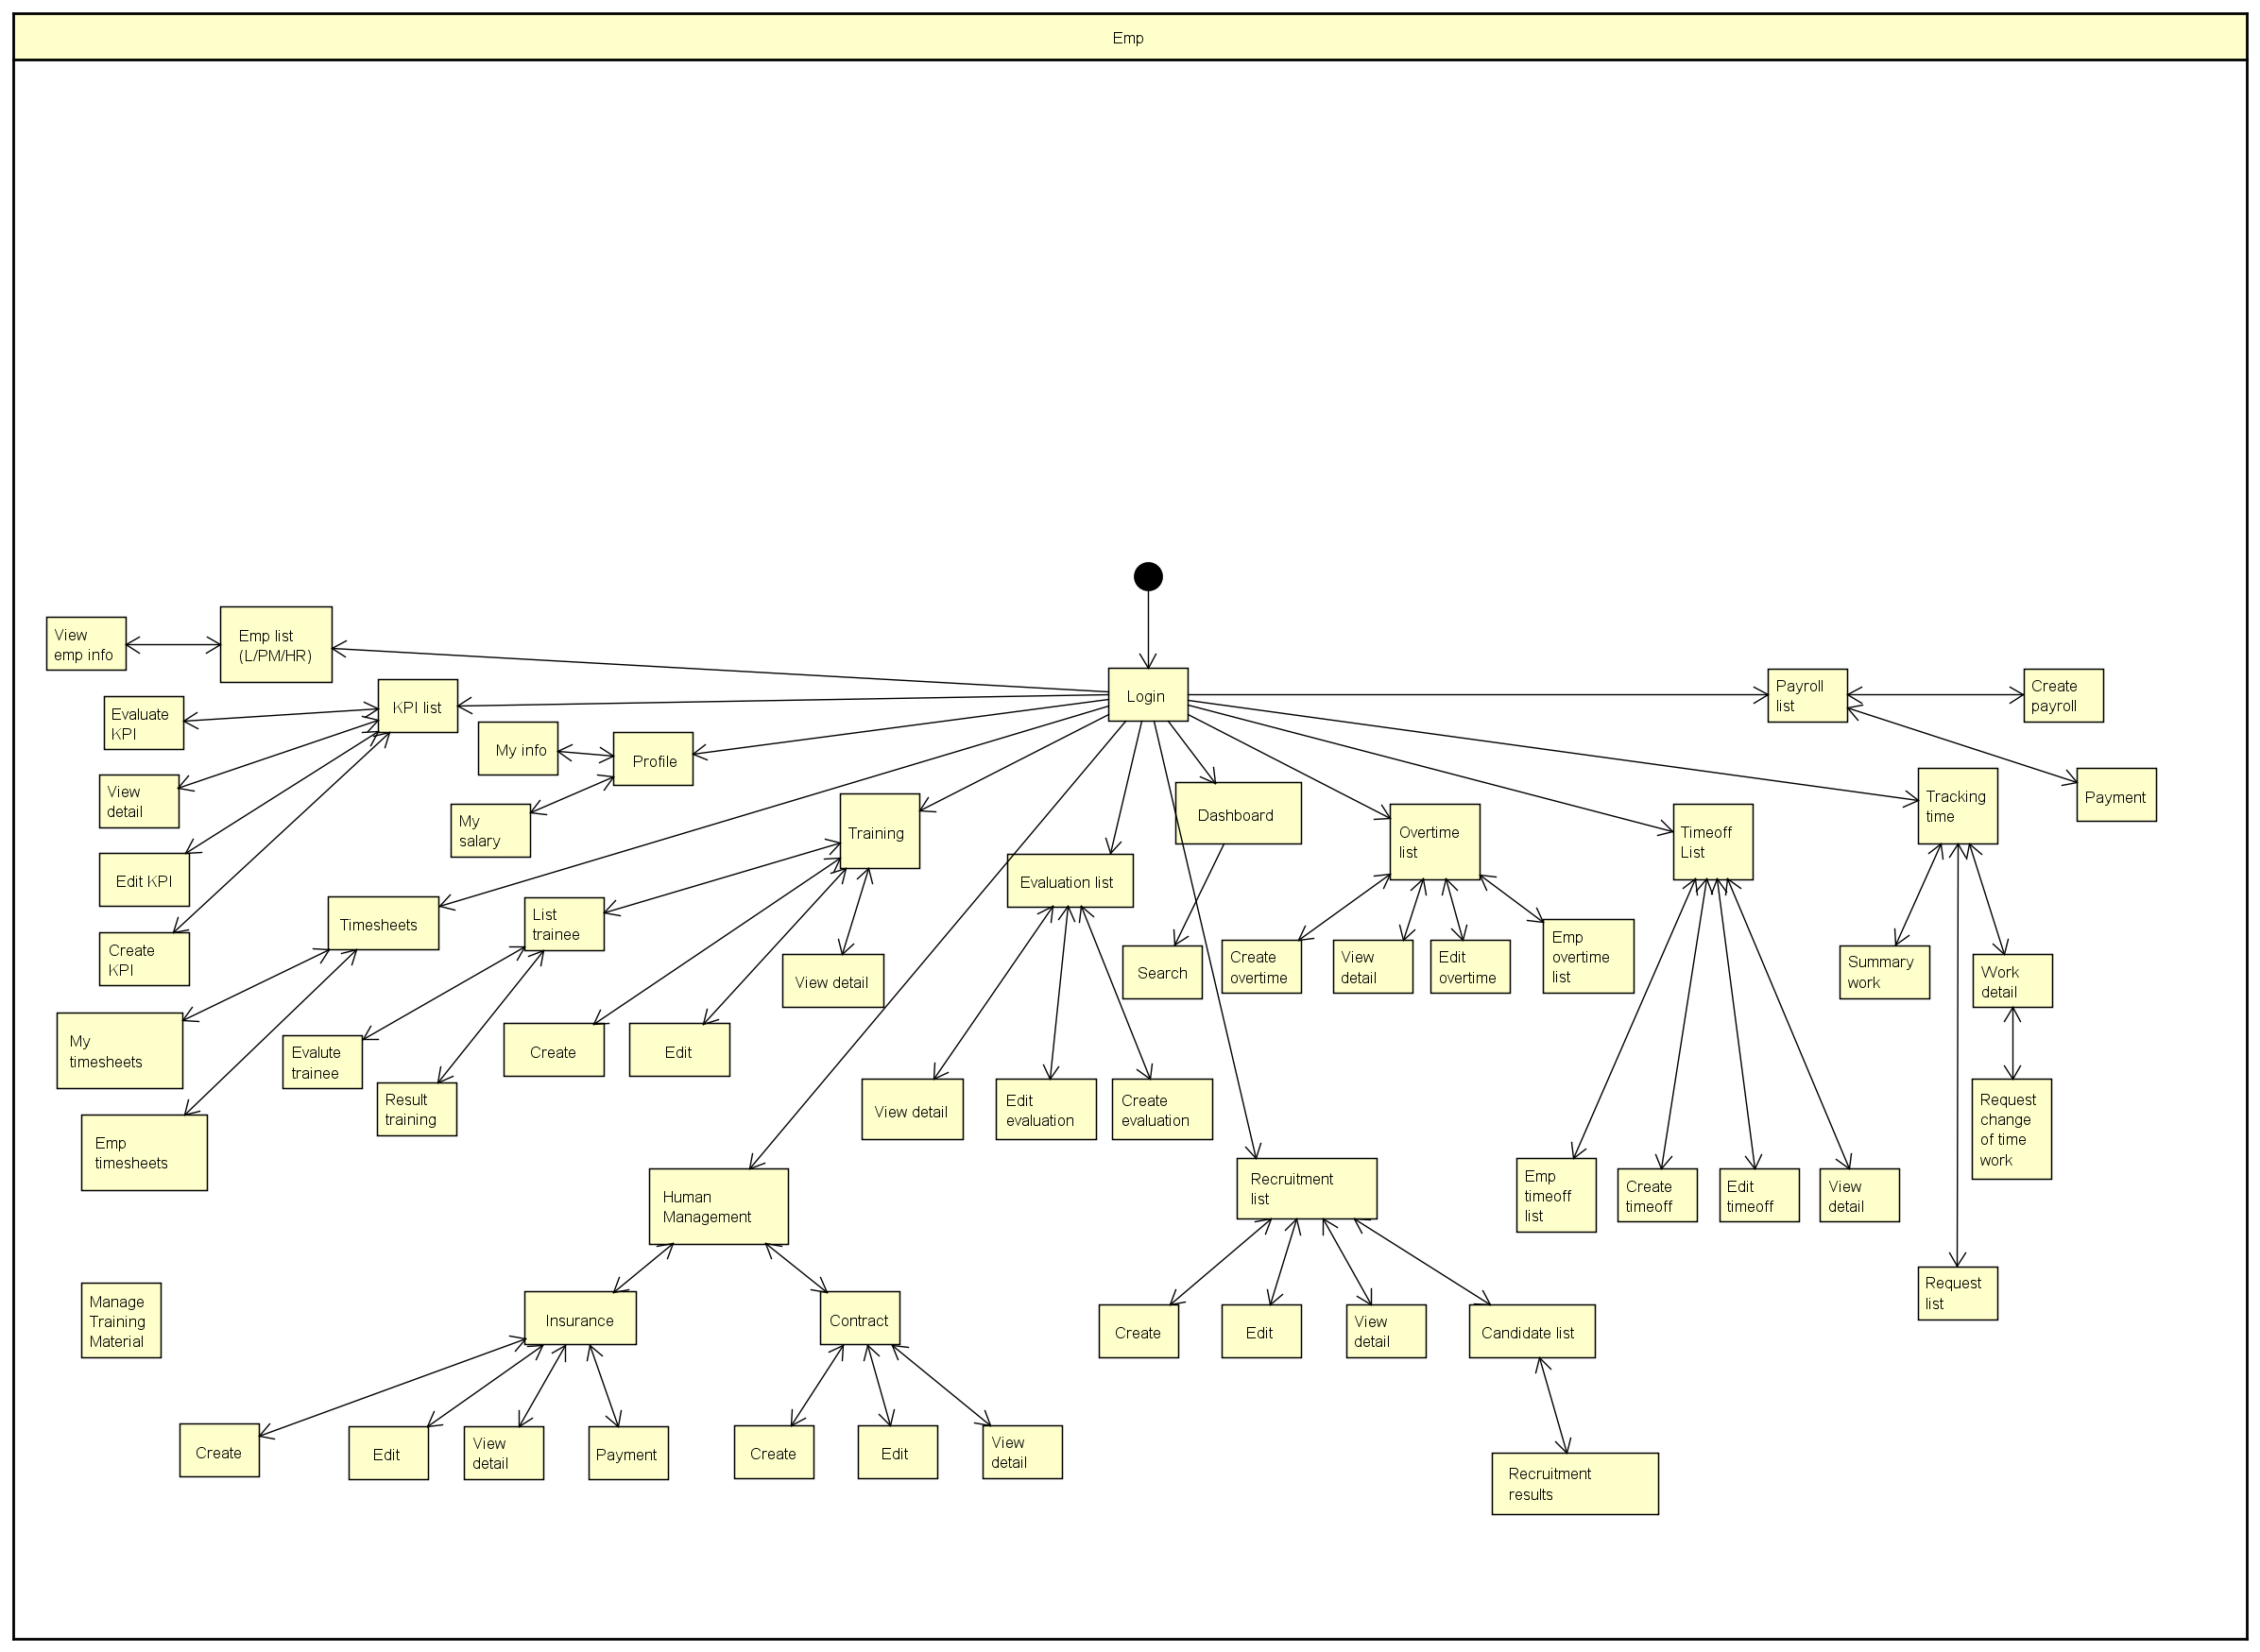 Emp
View
emp info
Emp list
(L/PM/HR)
Login
Payroll
list
Create
payroll
Evaluate
KPI
KPI list
My info
Profile
View
detail
My
salary
Edit KPI
Create
KPI
Timesheets
List
trainee
Training
Evaluation list
Dashboard
Overtime
list
Timeoff
List
Tracking
time
Payment
View detail
Search
Create
overtime
View
detail
Edit
overtime
Emp
overtime
list
Summary
work
Work
detail
My
timesheets
Evalute
trainee
Create
Edit
Result
training
View detail
Edit
evaluation
Create
evaluation
Request
change
of time
work
Emp
timesheets
Human
Management
Recruitment
list
Emp
timeoff
list
Create
timeoff
Edit
timeoff
View
detail
Request
list
Manage
Training
Material
Insurance
Contract
Create
Edit
View
detail
Candidate list
Create
Edit
View
detail
Payment
Create
Edit
View
detail
Recruitment
results